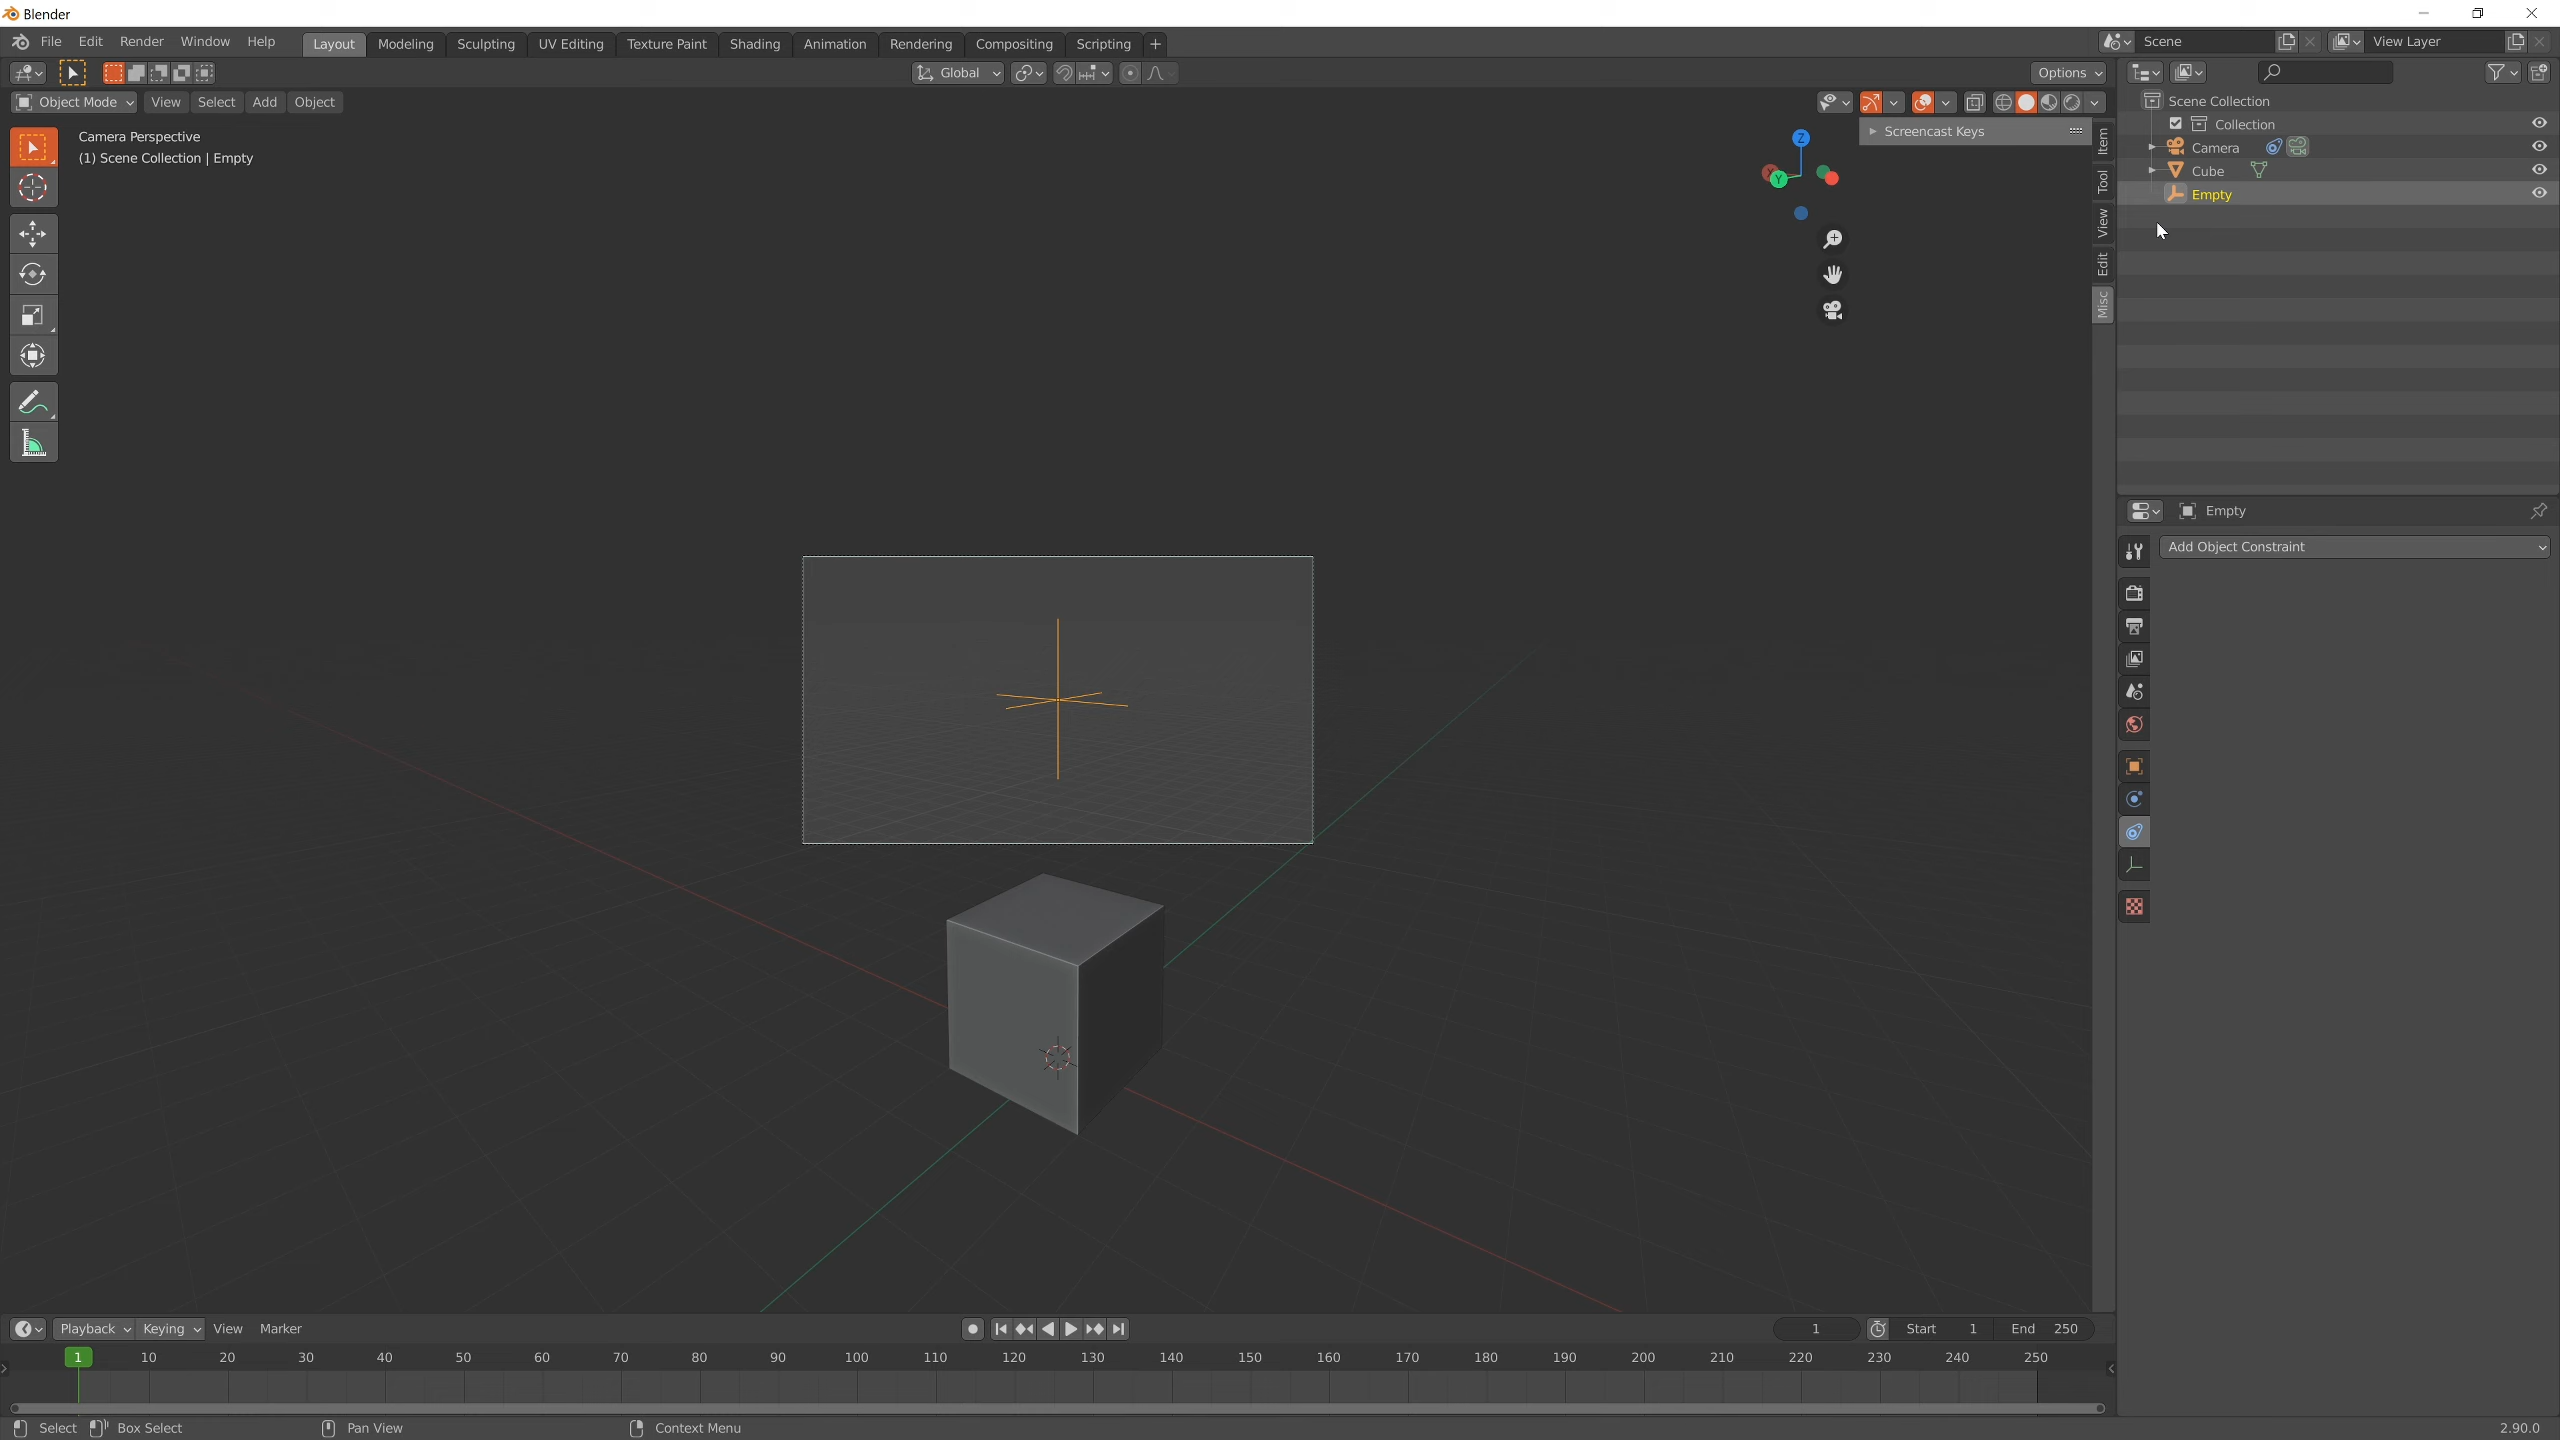 Blender
File Edit Render Window Help Layout Modeling Sculpting UV Editing Texture Paint Shading Animation Rendering Compositing Scripting + Scene View Layer
Global Options
Object Mode View Select Add Object
Camera Perspective
(1) Scene Collection | Empty
Screencast Keys
Z
X
Y
Item
Tool
View
Edit
Misc
Scene Collection
Collection
Camera
Cube
Empty
Empty
Add Object Constraint
Playback Keying View Marker 1 Start 1 End 250
1 10 20 30 40 50 60 70 80 90 100 110 120 130 140 150 160 170 180 190 200 210 220 230 240 250
Select Box Select Pan View Context Menu 2.90.0